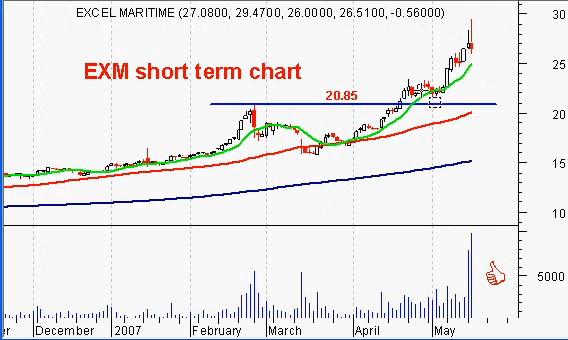 EXCEL MARITIME (27.0800, 29.4700, 26.0000, 26.5100, -0.56000)
30
EXM short term chart
25
20.85
20
15
10
5000
er December 2007 February March April May